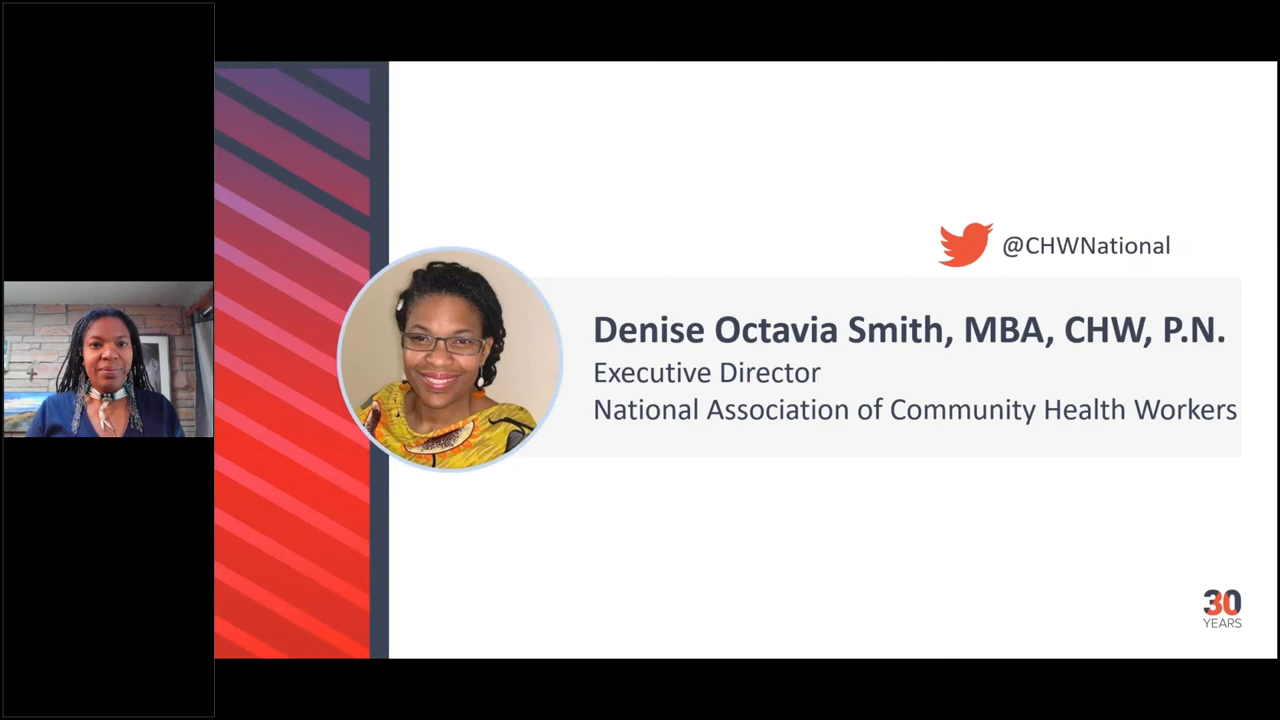 @CHWNational
Denise Octavia Smith, MBA, CHW, P.N.
Executive Director
National Association of Community Health Workers
30
YEARS